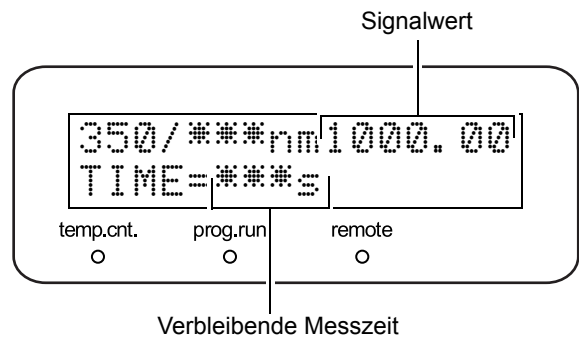 Signalwert
350/***nm1000.00
TIME=***s
temp.cnt. prog.run remote
Verbleibende Messzeit